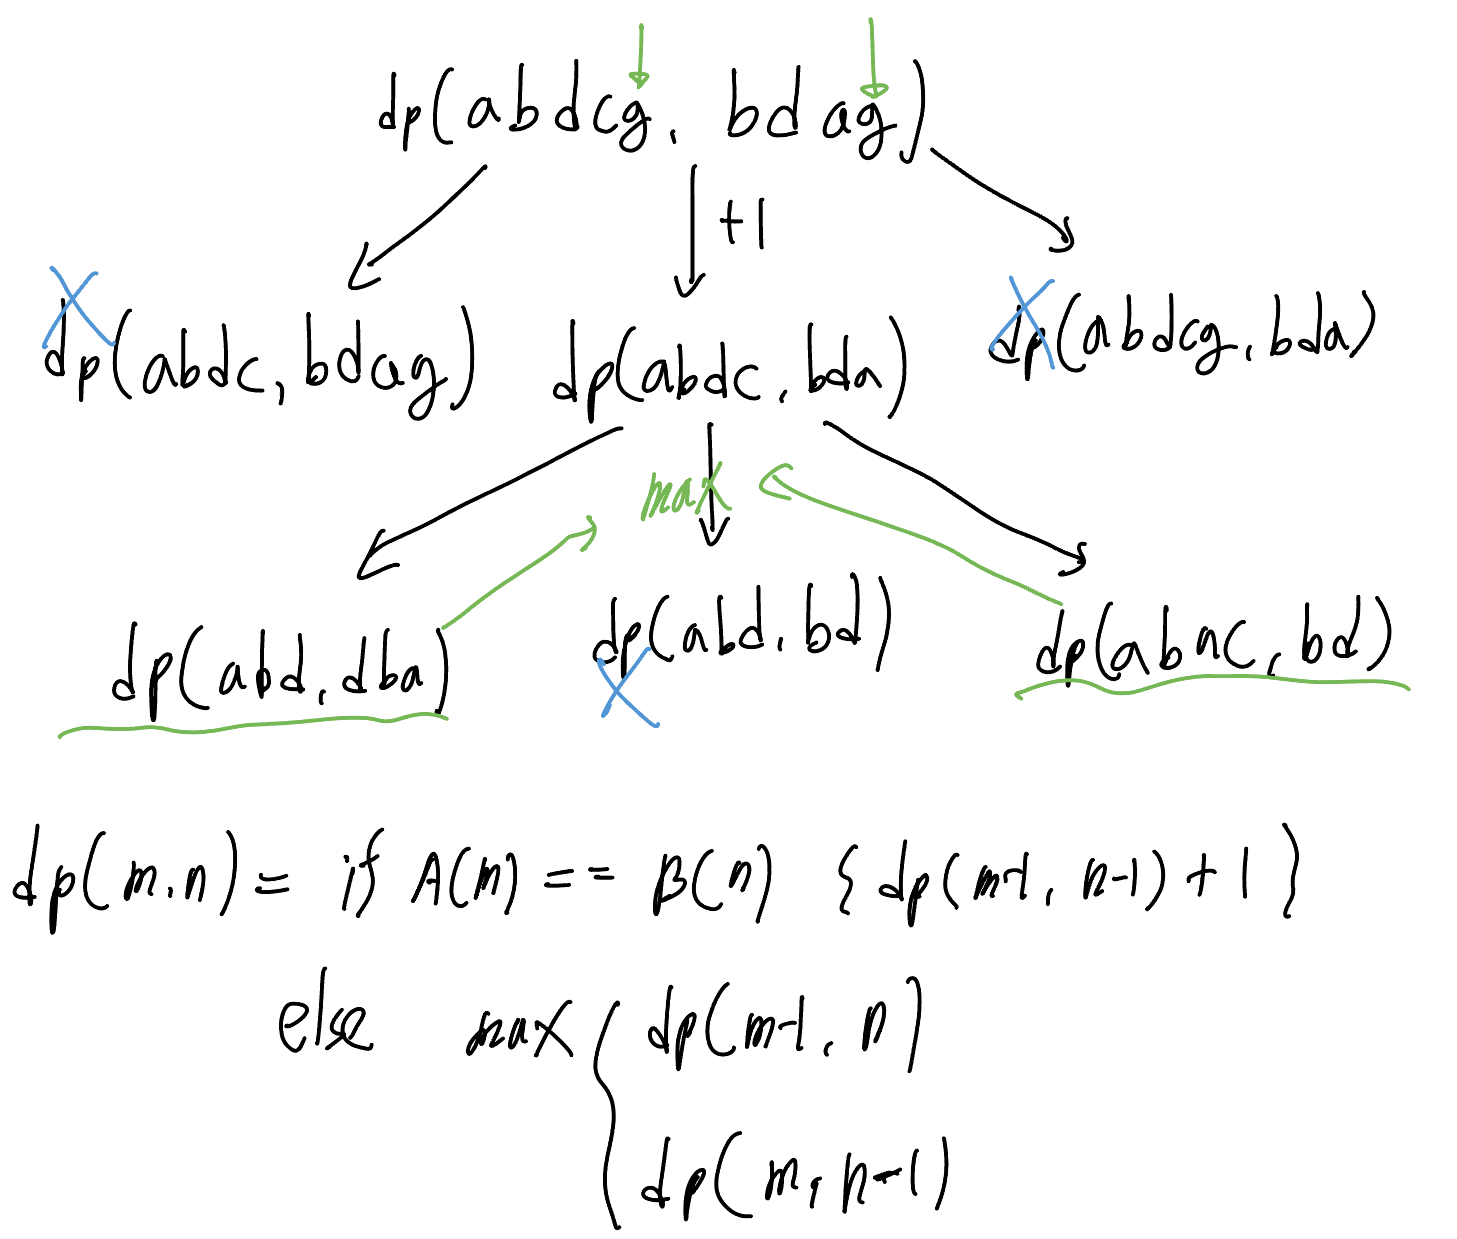 dp(abdcg, bdag)
+1
dp(abdc, bdag) dp(abdc, bda) dp(abdcg, bda)
max
dp(abd, dba) dp(abd, bd) dp(abnc, bd)
dp(m,n) = if A(m) == B(n) { dp(m-1, n-1) + 1 }
else max { dp(m-1, n)
dp(m, n-1)